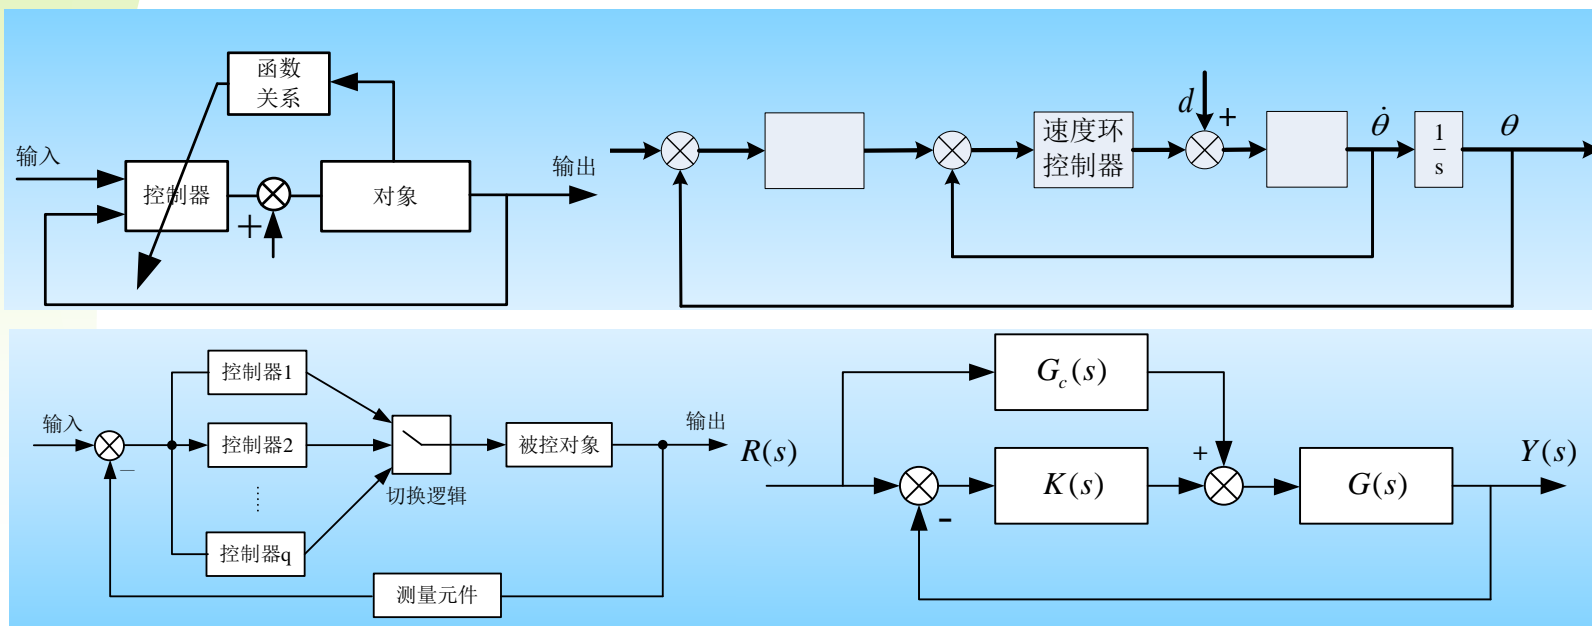 函数
关系
输入
控制器
+
对象
输出
d
+
速度环
控制器
θ̇
1
s
θ
控制器1
输入
控制器2
–
┊
切换逻辑
被控对象
输出
控制器q
测量元件
G_c(s)
R(s)
K(s)
+
-
G(s)
Y(s)